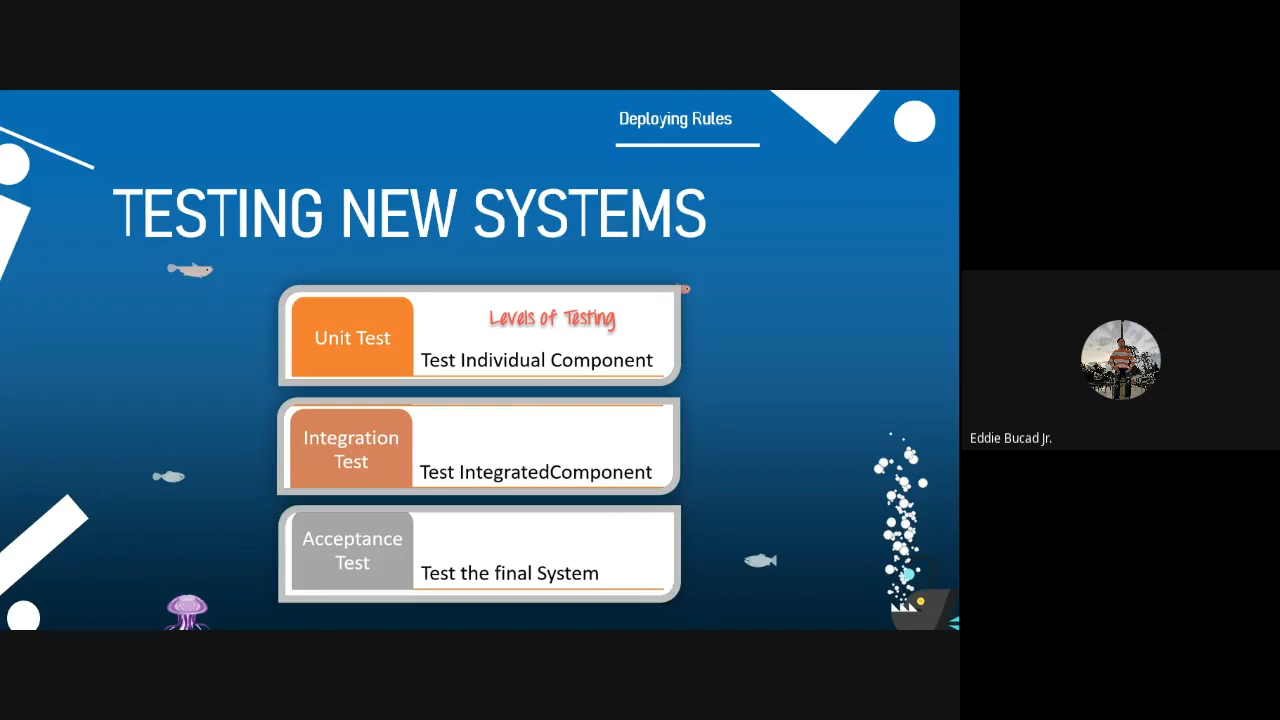 Deploying Rules
TESTING NEW SYSTEMS
Unit Test
Levels of Testing
Test Individual Component
Integration
Test
Test IntegratedComponent
Acceptance
Test
Test the final System
Eddie Bucad Jr.